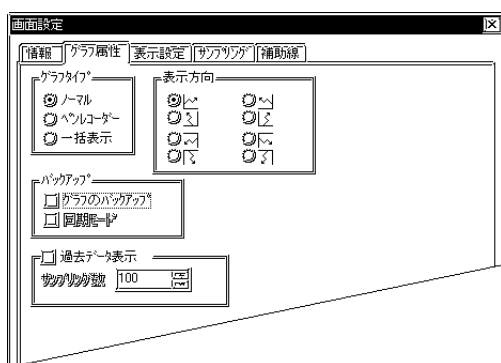 画面設定
情報 グラフ属性 表示設定 サンプリング 補助線
グラフタイプ 表示方向
ノーマル
ペンレコーダー
一括表示
バックアップ
グラフのバックアップ
同期モード
過去データ表示
サンプリング数 100